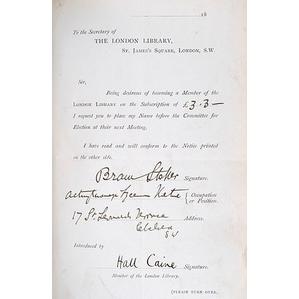 18
To the Secretary of
THE LONDON LIBRARY,
ST. JAMES'S SQUARE, LONDON, S.W.
Sir,
Being desirous of becoming a Member of the
LONDON LIBRARY on the Subscription of £3.3—
I request you to place my Name before the Committee for
Election at their next Meeting.
I have read and will conform to the Notice printed
on the other side.
Bram Stoker Signature.
Acting Manager Lyceum { Occupation
or Position.
17 St. Leonards Terrace Address.
Chelsea
SW
Introduced by
Hall Caine Signature.
Member of the London Library.
[PLEASE TURN OVER.